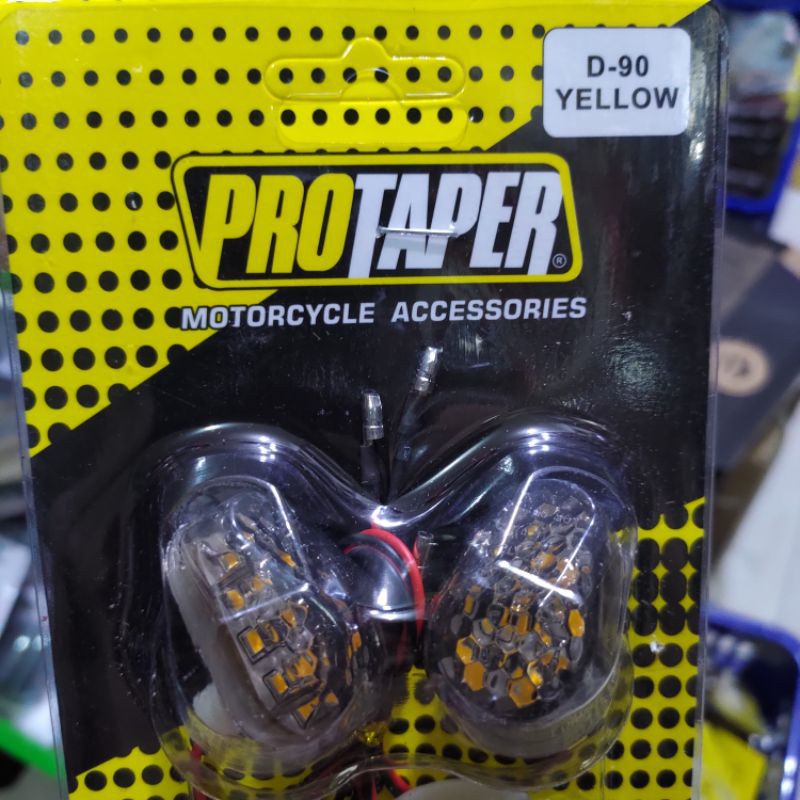 D-90
YELLOW
PROTAPER®
MOTORCYCLE ACCESSORIES